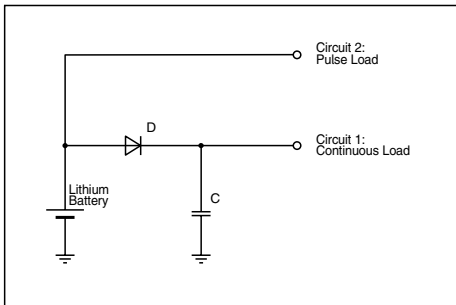 Circuit 2:
Pulse Load
D
Circuit 1:
Continuous Load
Lithium
Battery
C